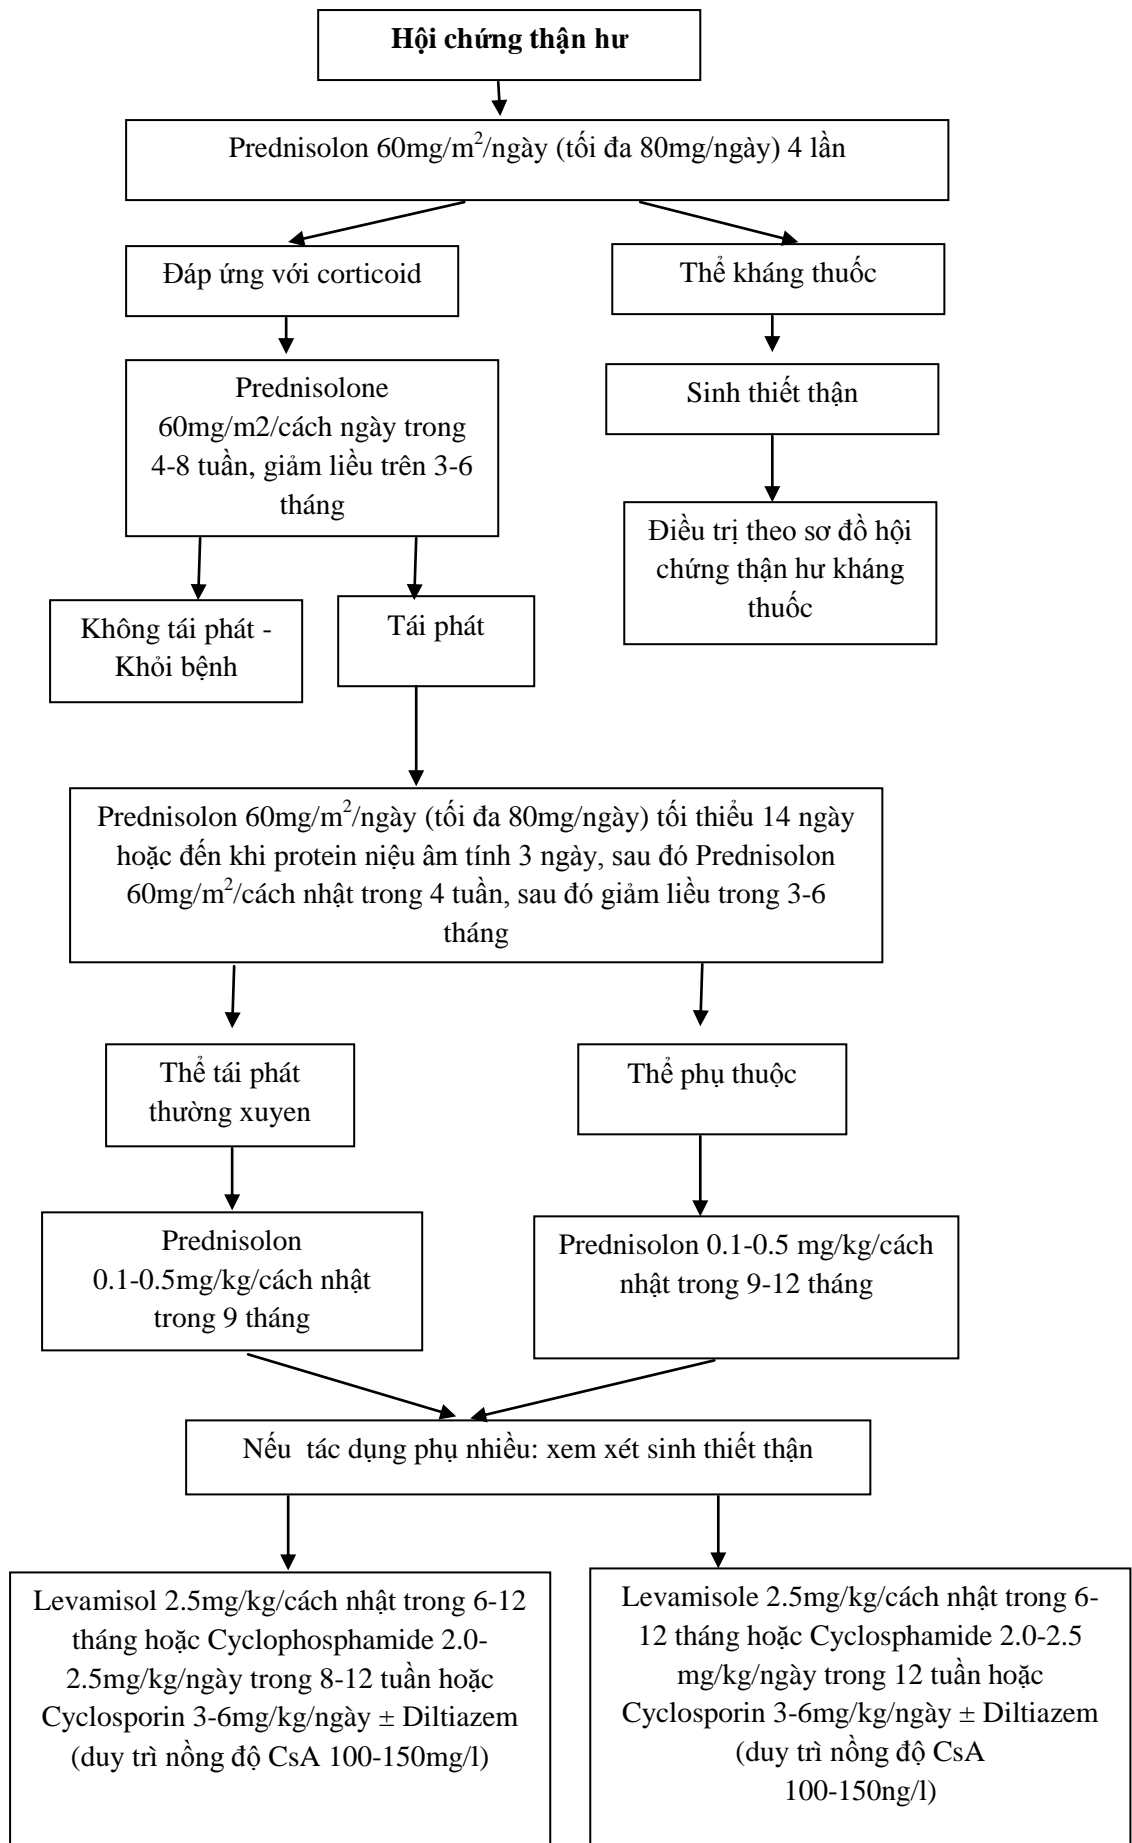 Hội chứng thận hư
Prednisolon 60mg/m²/ngày (tối đa 80mg/ngày) 4 lần
Đáp ứng với corticoid
Thể kháng thuốc
Prednisolone
60mg/m2/cách ngày trong
4-8 tuần, giảm liều trên 3-6
tháng
Sinh thiết thận
Điều trị theo sơ đồ hội
chứng thận hư kháng
thuốc
Không tái phát -
Khỏi bệnh
Tái phát
Prednisolon 60mg/m²/ngày (tối đa 80mg/ngày) tối thiểu 14 ngày
hoặc đến khi protein niệu âm tính 3 ngày, sau đó Prednisolon
60mg/m²/cách nhật trong 4 tuần, sau đó giảm liều trong 3-6
tháng
Thể tái phát
thường xuyen
Thể phụ thuộc
Prednisolon
0.1-0.5mg/kg/cách nhật
trong 9 tháng
Prednisolon 0.1-0.5 mg/kg/cách
nhật trong 9-12 tháng
Nếu tác dụng phụ nhiều: xem xét sinh thiết thận
Levamisol 2.5mg/kg/cách nhật trong 6-12
tháng hoặc Cyclophosphamide 2.0-
2.5mg/kg/ngày trong 8-12 tuần hoặc
Cyclosporin 3-6mg/kg/ngày ± Diltiazem
(duy trì nồng độ CsA 100-150mg/l)
Levamisole 2.5mg/kg/cách nhật trong 6-
12 tháng hoặc Cyclosphamide 2.0-2.5
mg/kg/ngày trong 12 tuần hoặc
Cyclosporin 3-6mg/kg/ngày ± Diltiazem
(duy trì nồng độ CsA
100-150ng/l)